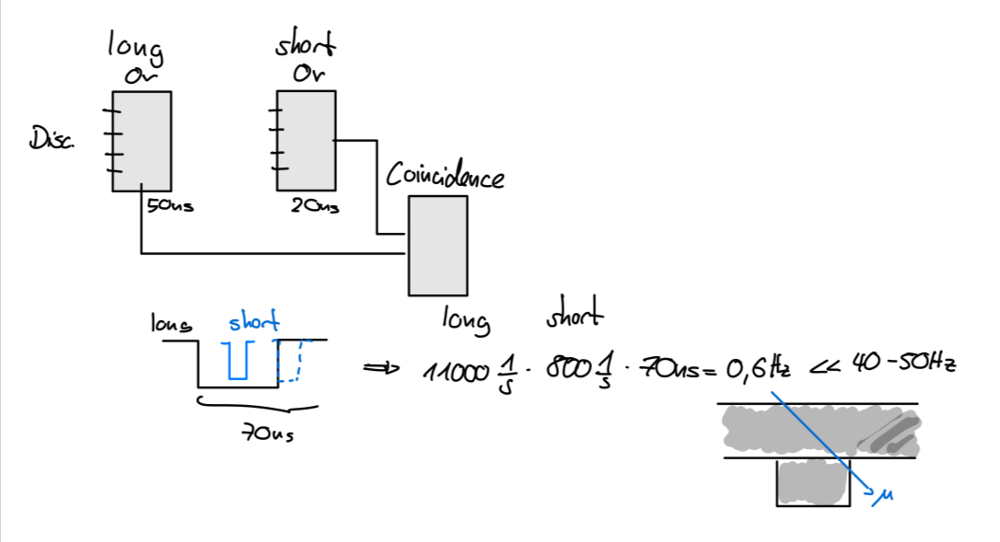 long
Or
short
Or
Disc.
50ns
20ns
Coincidence
long
short
70ns
long short
⇒ 11000 1/s · 800 1/s · 70ns = 0,6Hz << 40-50Hz
μ